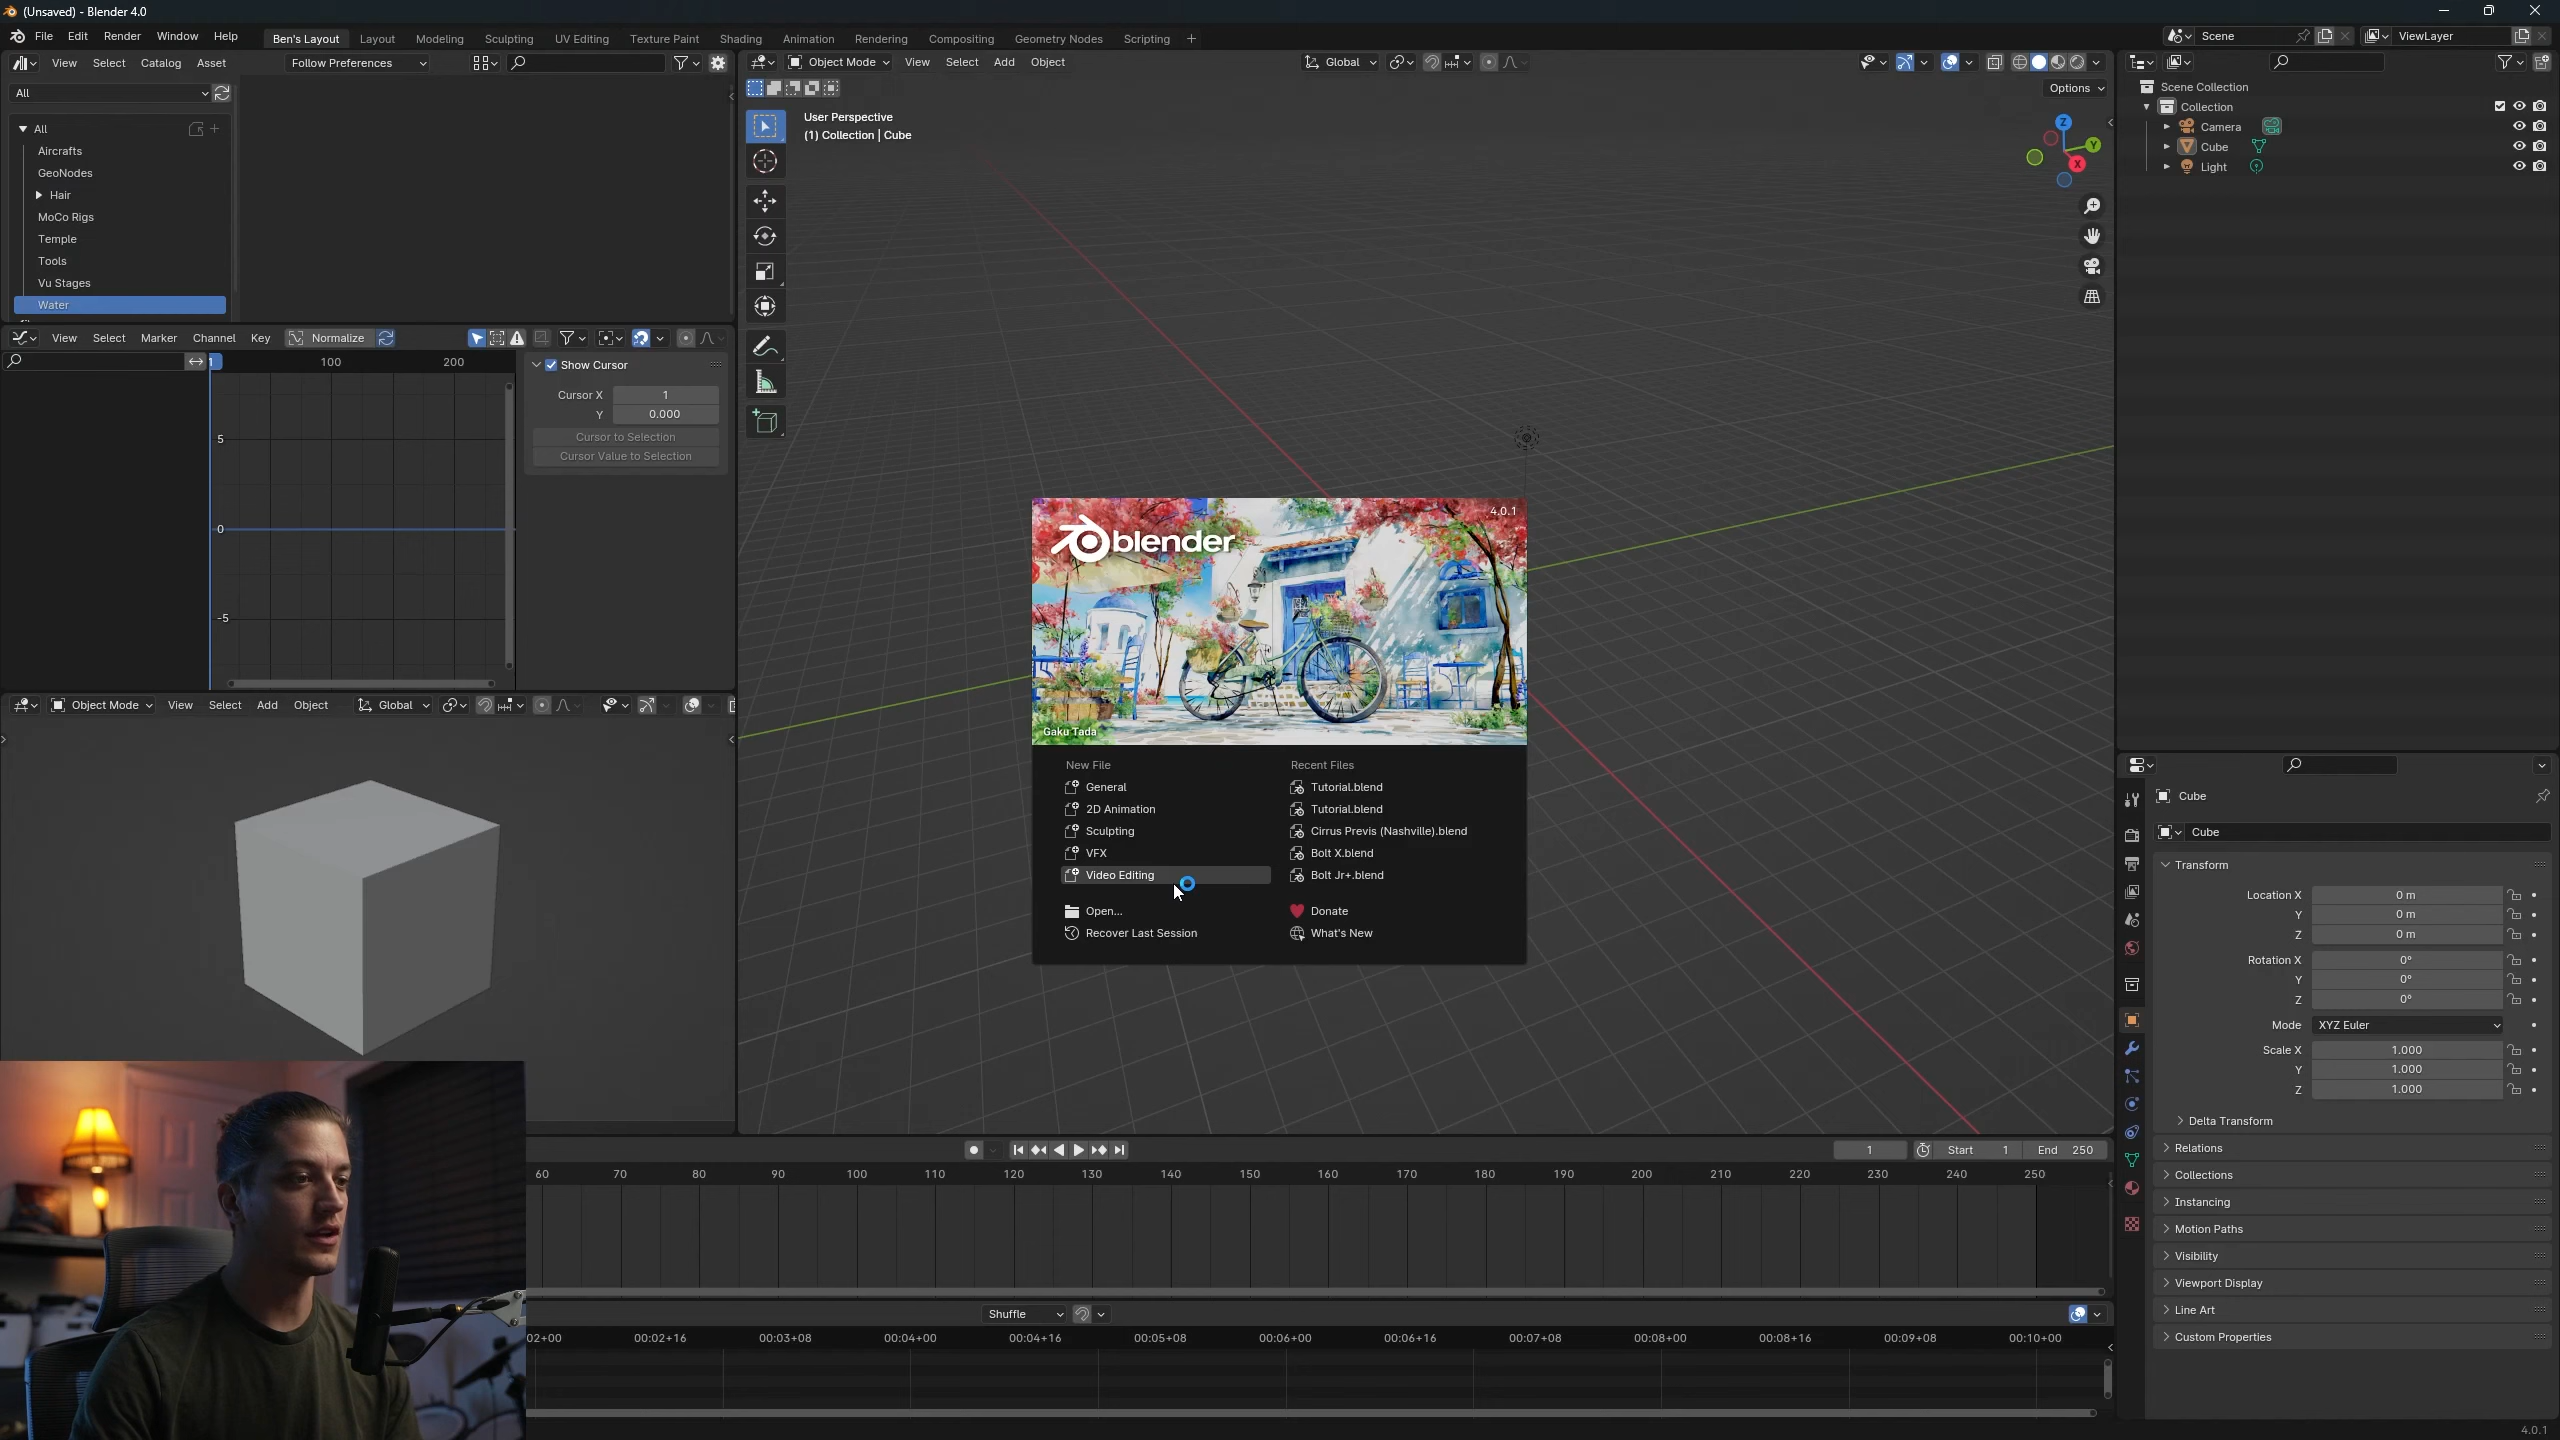 (Unsaved) - Blender 4.0
File Edit Render Window Help Ben's Layout Layout Modeling Sculpting UV Editing Texture Paint Shading Animation Rendering Compositing Geometry Nodes Scripting + Scene ViewLayer
View Select Catalog Asset Follow Preferences
Object Mode View Select Add Object Global
Options
All
All
Aircrafts
GeoNodes
Hair
MoCo Rigs
Temple
Tools
Vu Stages
Water
User Perspective
(1) Collection | Cube
Z
Y
X
Scene Collection
Collection
Camera
Cube
Light
View Select Marker Channel Key Normalize
1 100 200
5
0
-5
Show Cursor
Cursor X 1
Y 0.000
Cursor to Selection
Cursor Value to Selection
Object Mode View Select Add Object Global
4.0.1
blender
Gaku Tada
New File
General
2D Animation
Sculpting
VFX
Video Editing
Open...
Recover Last Session
Recent Files
Tutorial.blend
Tutorial.blend
Cirrus Previs (Nashville).blend
Bolt X.blend
Bolt Jr+.blend
Donate
What's New
Cube
Cube
Transform
Location X 0 m
Y 0 m
Z 0 m
Rotation X 0°
Y 0°
Z 0°
Mode XYZ Euler
Scale X 1.000
Y 1.000
Z 1.000
Delta Transform
Relations
Collections
Instancing
Motion Paths
Visibility
Viewport Display
Line Art
Custom Properties
1 Start 1 End 250
60 70 80 90 100 110 120 130 140 150 160 170 180 190 200 210 220 230 240 250
Shuffle
02+00 00:02+16 00:03+08 00:04+00 00:04+16 00:05+08 00:06+00 00:06+16 00:07+08 00:08+00 00:08+16 00:09+08 00:10+00
4.0.1